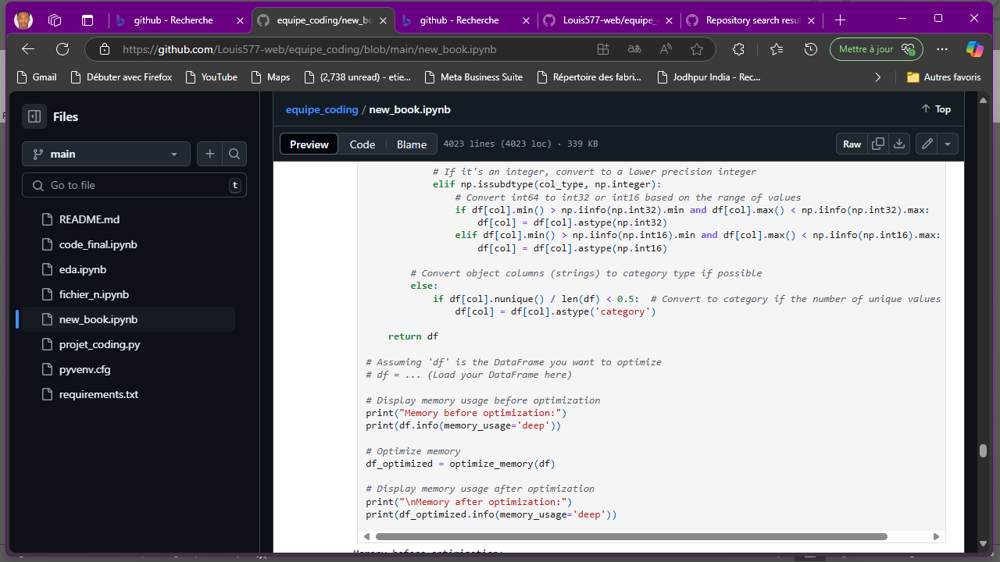 github - Recherche
equipe_coding/new_bo
github - Recherche
Louis577-web/equipe_
Repository search resu
https://github.com/Louis577-web/equipe_coding/blob/main/new_book.ipynb
Mettre à jour
Gmail
Débuter avec Firefox
YouTube
Maps
(2,738 unread) - etie...
Meta Business Suite
Répertoire des fabri...
Jodhpur India - Rec...
Autres favoris
Files
main
Go to file
t
README.md
code_final.ipynb
eda.ipynb
fichier_n.ipynb
new_book.ipynb
projet_coding.py
pyvenv.cfg
requirements.txt
equipe_coding / new_book.ipynb
Top
Preview
Code
Blame
4023 lines (4023 loc) · 339 KB
Raw
# If it's an integer, convert to a lower precision integer
elif np.issubdtype(col_type, np.integer):
# Convert int64 to int32 or int16 based on the range of values
if df[col].min() > np.iinfo(np.int32).min and df[col].max() < np.iinfo(np.int32).max:
df[col] = df[col].astype(np.int32)
elif df[col].min() > np.iinfo(np.int16).min and df[col].max() < np.iinfo(np.int16).max:
df[col] = df[col].astype(np.int16)
# Convert object columns (strings) to category type if possible
else:
if df[col].nunique() / len(df) < 0.5:  # Convert to category if the number of unique values
df[col] = df[col].astype('category')
return df
# Assuming 'df' is the DataFrame you want to optimize
# df = ... (Load your DataFrame here)
# Display memory usage before optimization
print("Memory before optimization:")
print(df.info(memory_usage='deep'))
# Optimize memory
df_optimized = optimize_memory(df)
# Display memory usage after optimization
print("\nMemory after optimization:")
print(df_optimized.info(memory_usage='deep'))
Memory before optimization: